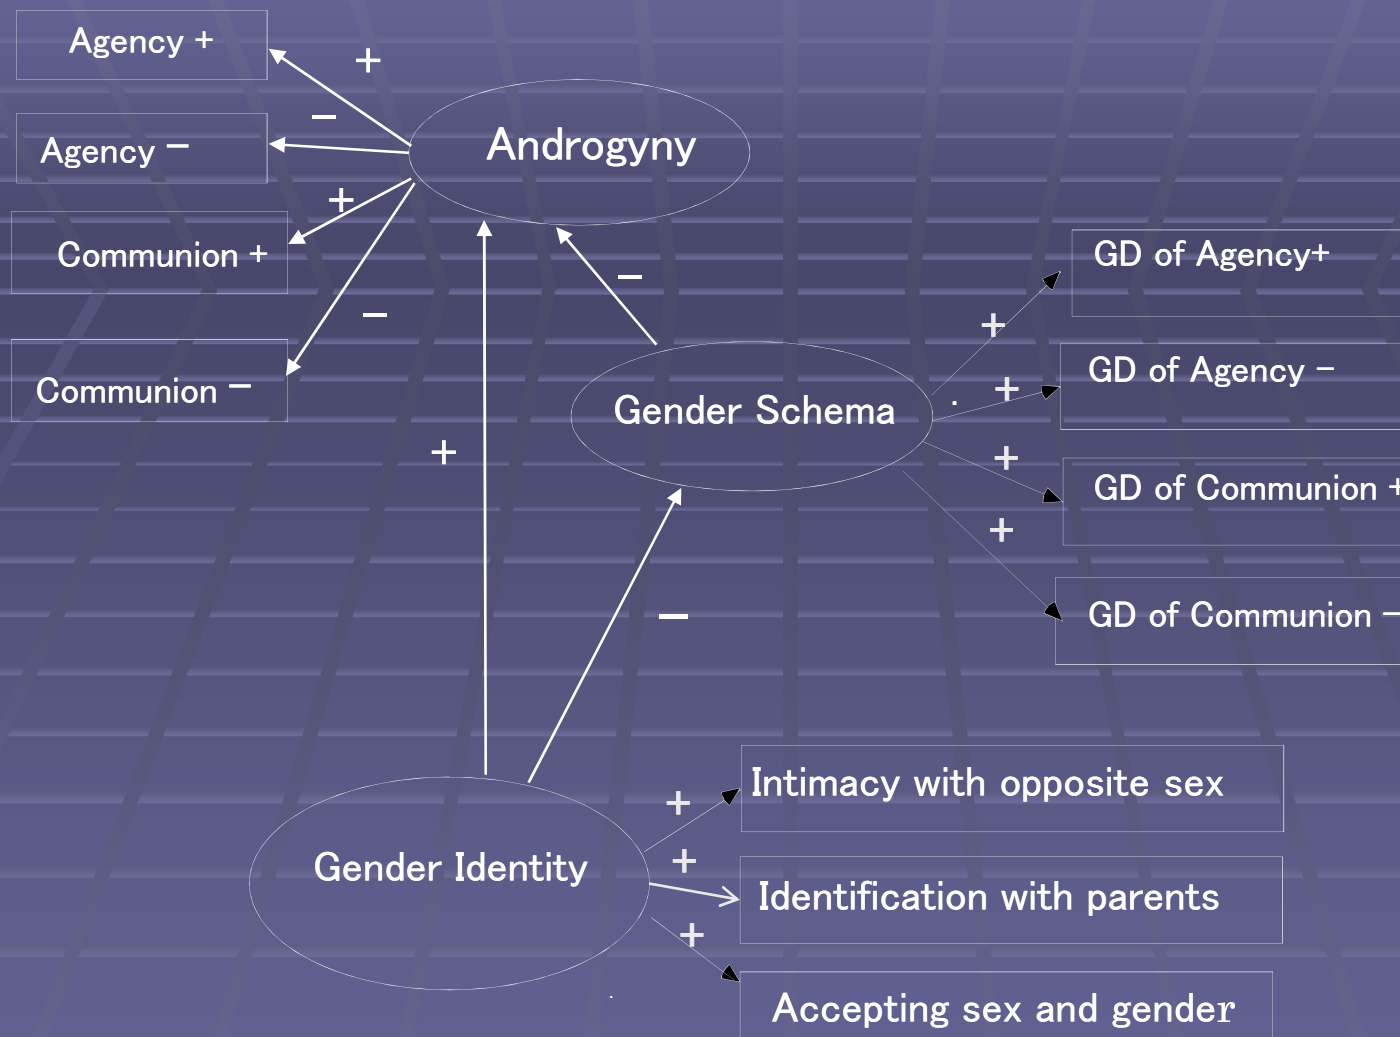 Agency +
+
−
Androgyny
Agency −
+
Communion +
−
Communion −
−
GD of Agency+
+
GD of Agency −
+
Gender Schema
.
GD of Communion +
+
+
GD of Communion −
+
−
Intimacy with opposite sex
+
Gender Identity
+
Identification with parents
+
Accepting sex and gender
.